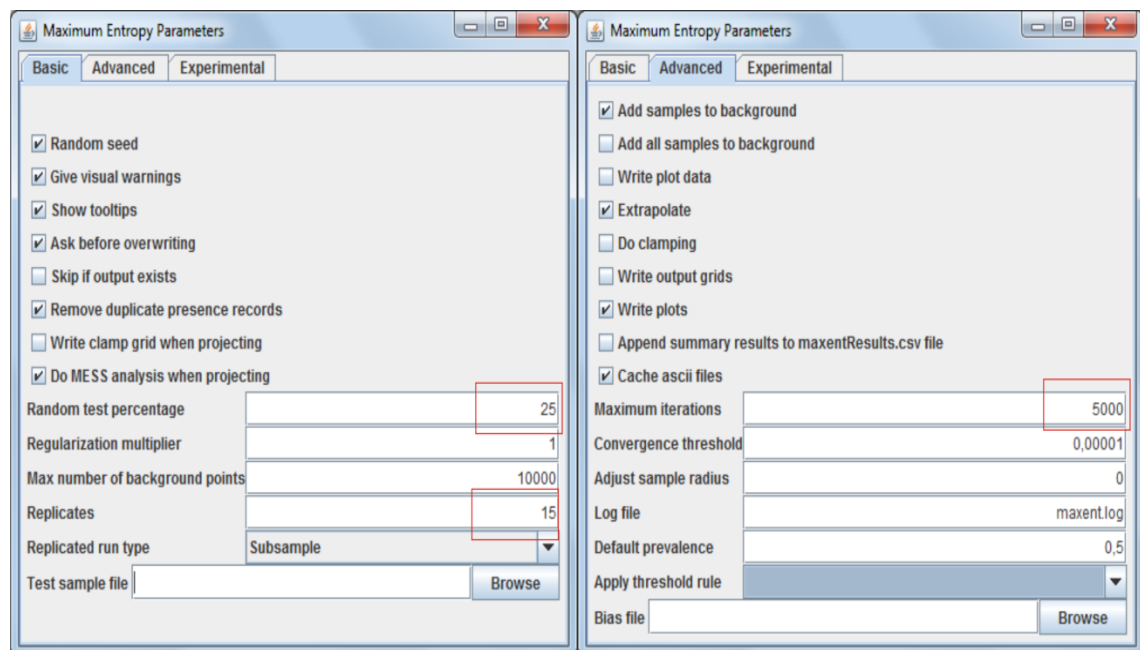 Maximum Entropy Parameters
Basic Advanced Experimental
Random seed
Give visual warnings
Show tooltips
Ask before overwriting
Skip if output exists
Remove duplicate presence records
Write clamp grid when projecting
Do MESS analysis when projecting
Random test percentage 25
Regularization multiplier 1
Max number of background points 10000
Replicates 15
Replicated run type Subsample
Test sample file Browse
Maximum Entropy Parameters
Basic Advanced Experimental
Add samples to background
Add all samples to background
Write plot data
Extrapolate
Do clamping
Write output grids
Write plots
Append summary results to maxentResults.csv file
Cache ascii files
Maximum iterations 5000
Convergence threshold 0,00001
Adjust sample radius 0
Log file maxent.log
Default prevalence 0,5
Apply threshold rule
Bias file Browse